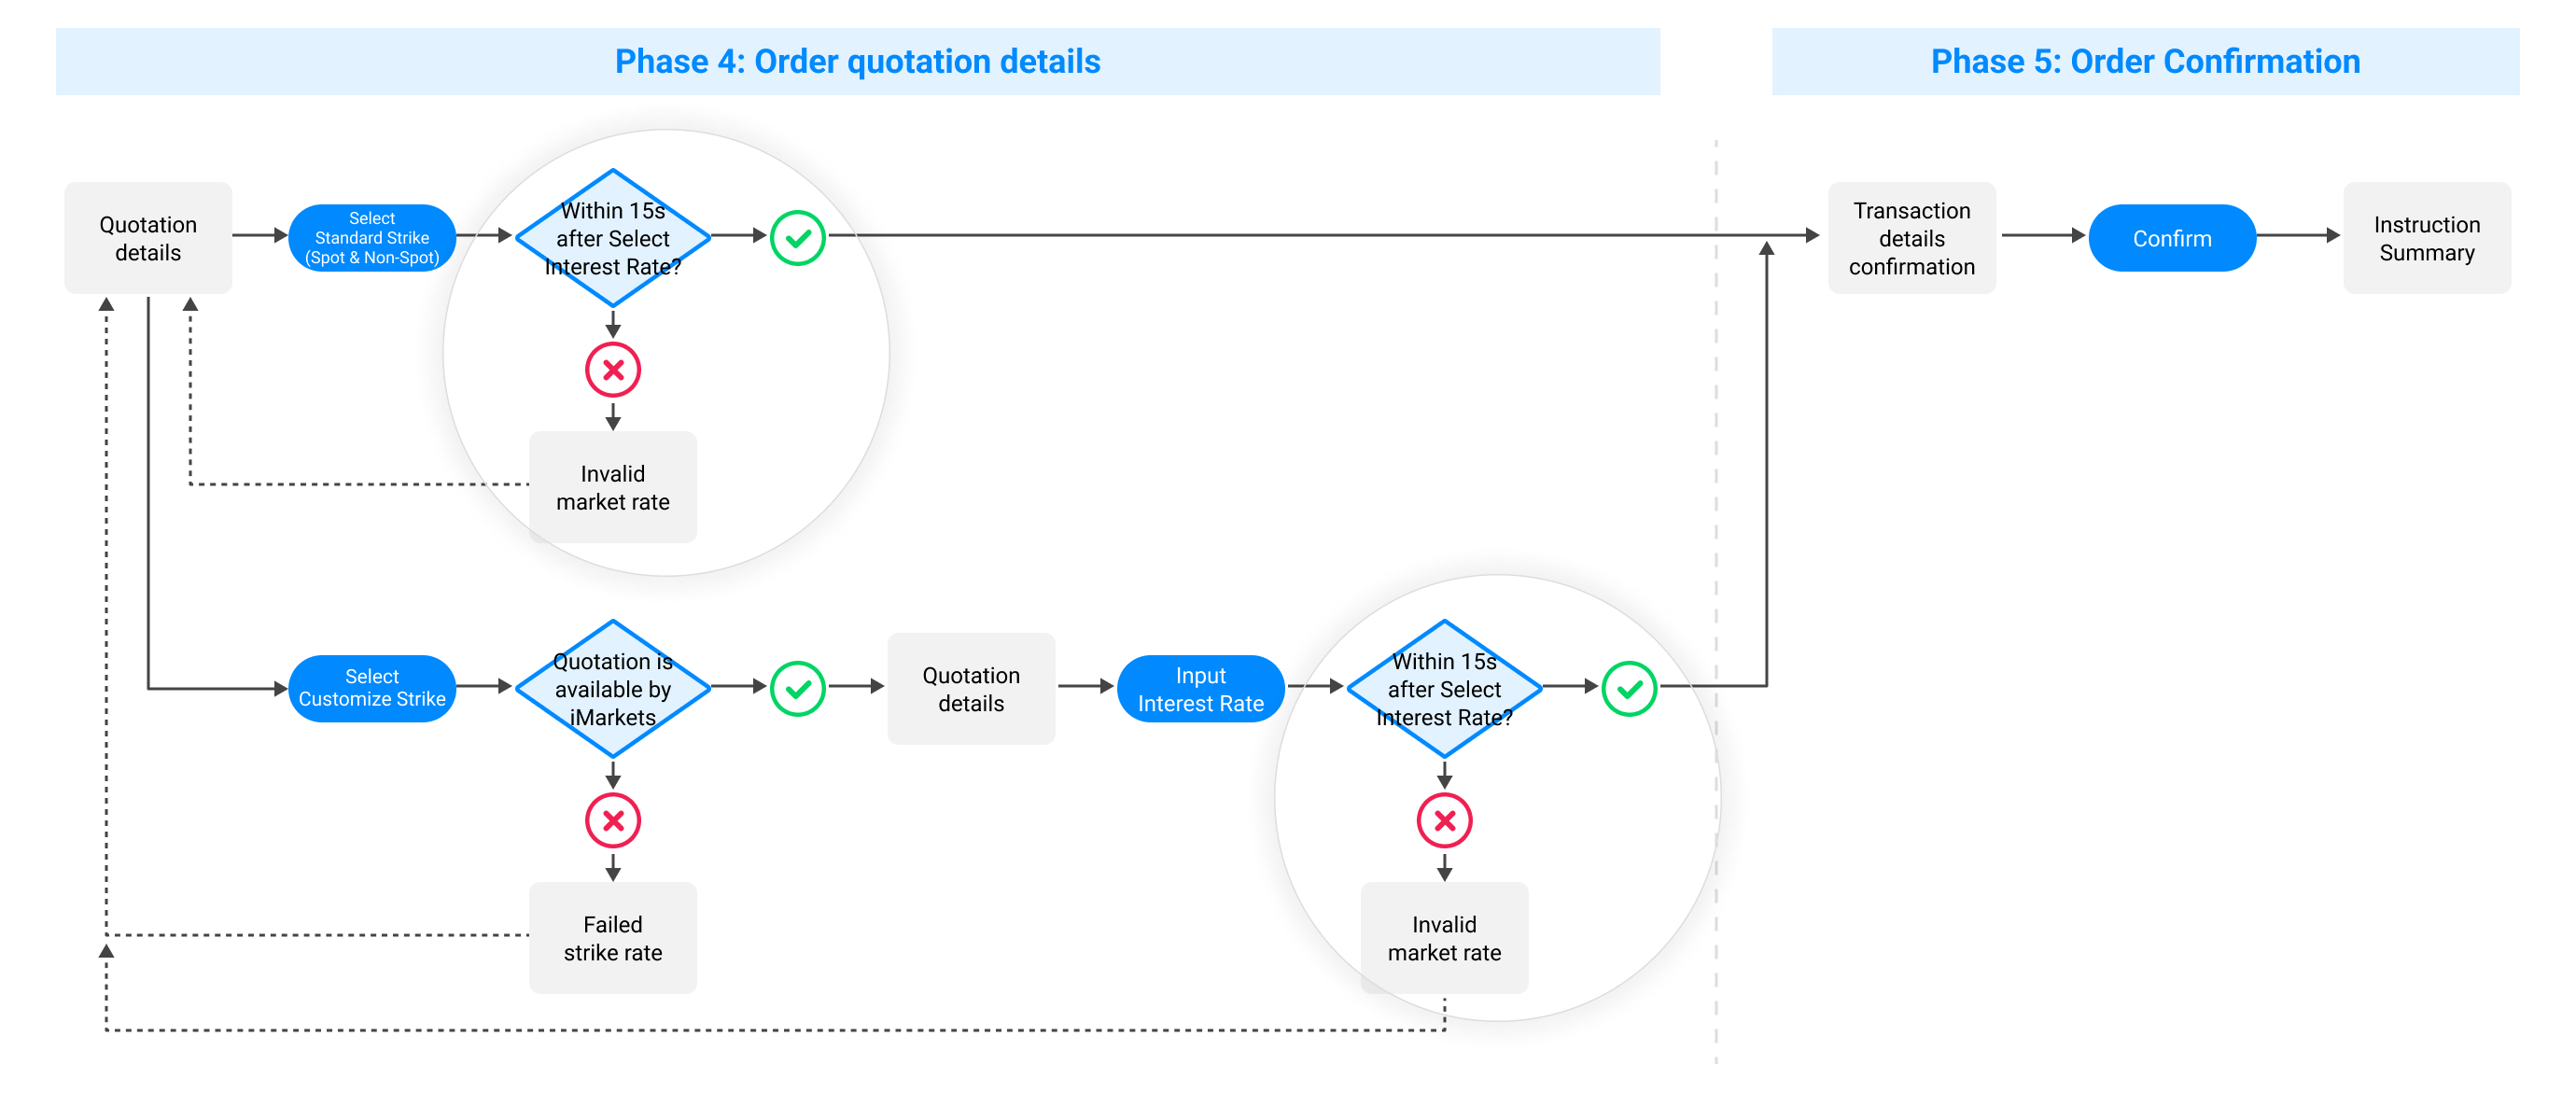 Phase 4: Order quotation details
Phase 5: Order Confirmation
Quotation
details
Select
Standard Strike
(Spot & Non-Spot)
Within 15s
after Select
Interest Rate?
Transaction
details
confirmation
Confirm
Instruction
Summary
Invalid
market rate
Select
Customize Strike
Quotation is
available by
iMarkets
Quotation
details
Input
Interest Rate
Within 15s
after Select
Interest Rate?
Failed
strike rate
Invalid
market rate